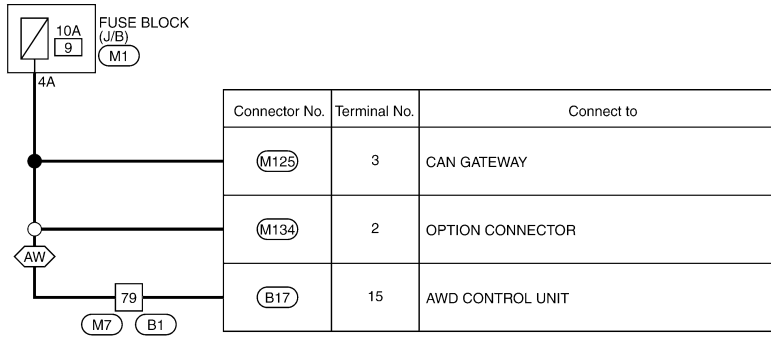 10A
9
FUSE BLOCK
(J/B)
M1
4A
Connector No. Terminal No. Connect to
M125 3 CAN GATEWAY
M134 2 OPTION CONNECTOR
AW
79 B17 15 AWD CONTROL UNIT
M7 B1